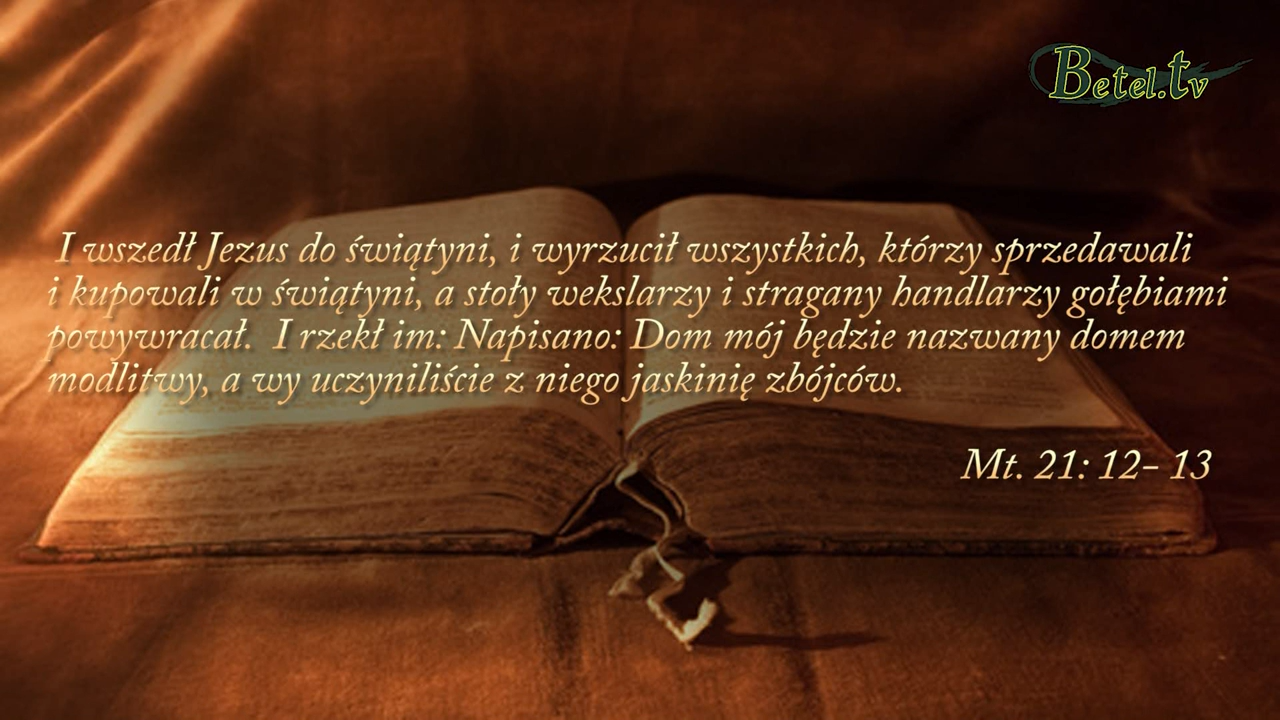 Betel.tv
I wszedł Jezus do świątyni, i wyrzucił wszystkich, którzy sprzedawali
i kupowali w świątyni, a stoły wekslarzy i stragany handlarzy gołębiami
powywracał. I rzekł im: Napisano: Dom mój będzie nazwany domem
modlitwy, a wy uczyniliście z niego jaskinię zbójców.
Mt. 21: 12- 13